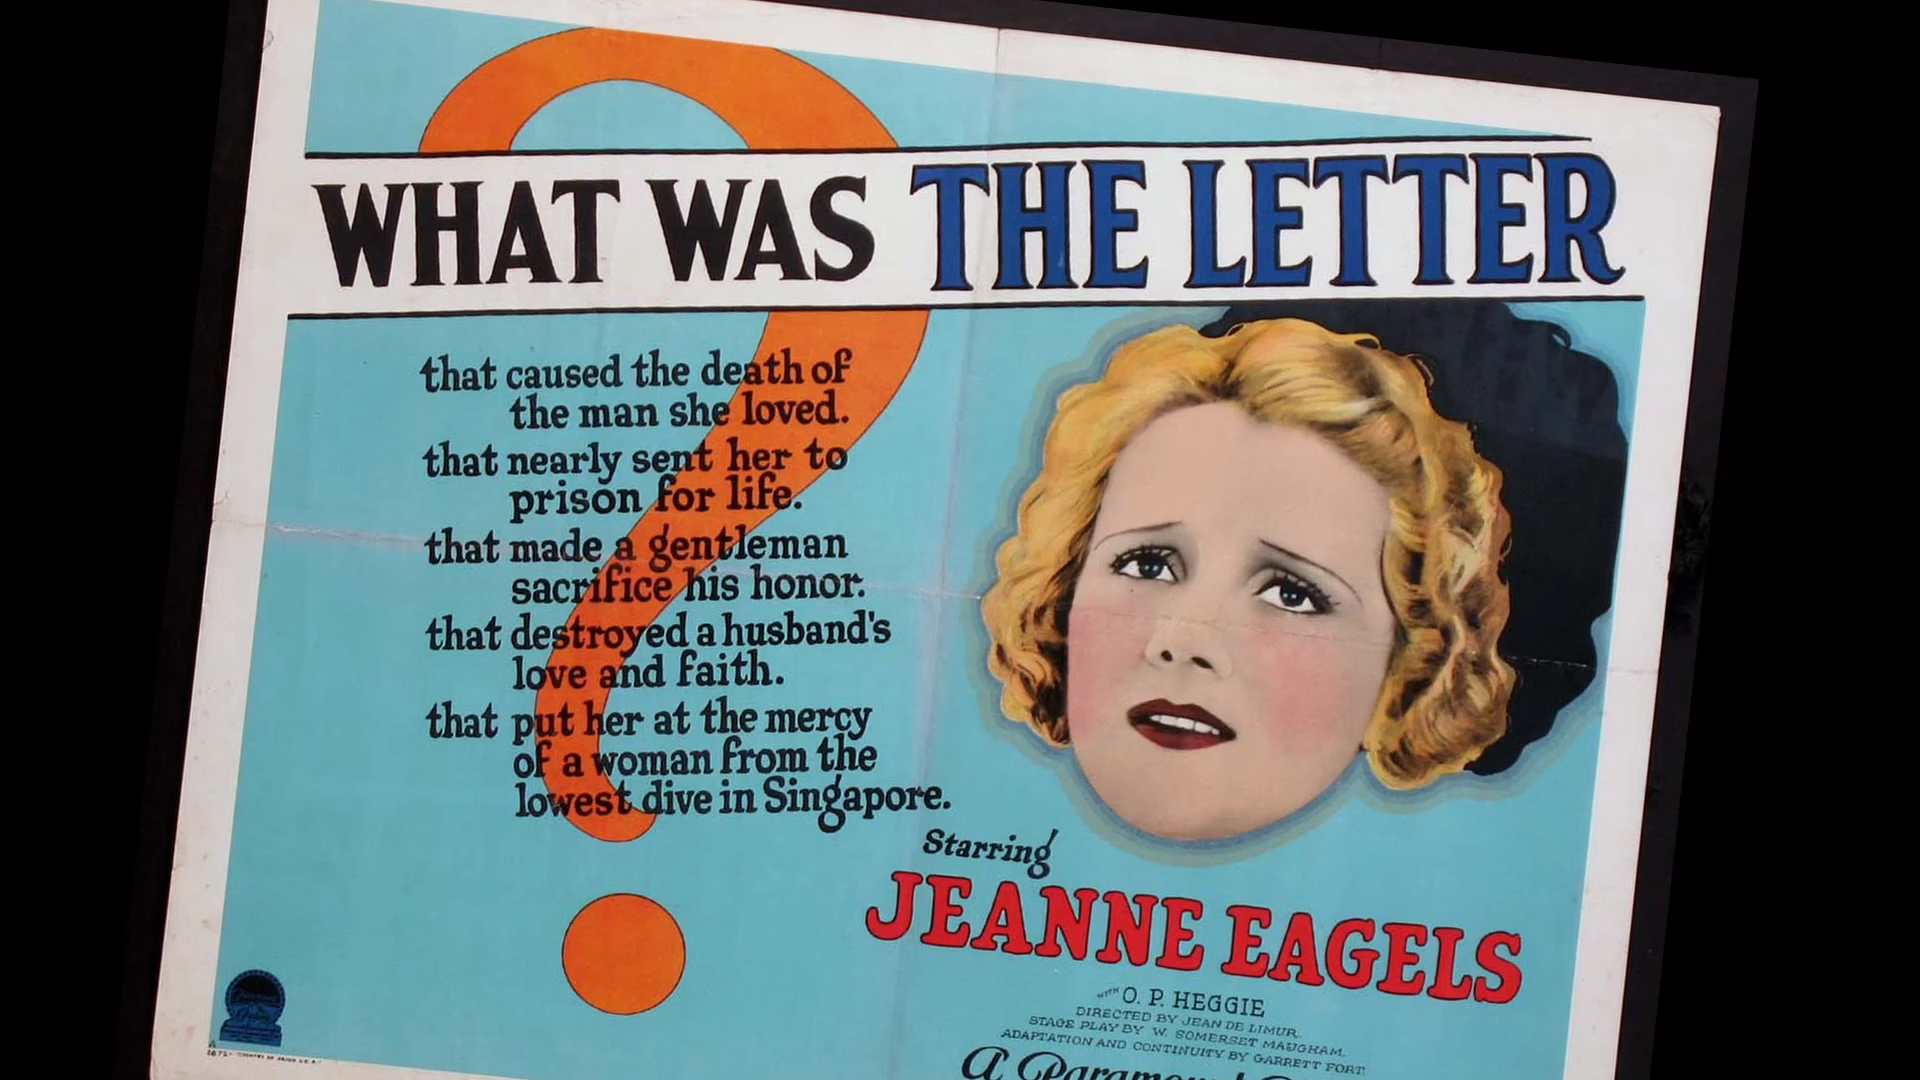 WHAT WAS THE LETTER
that caused the death of
the man she loved.
that nearly sent her to
prison for life.
that made a gentleman
sacrifice his honor.
that destroyed a husband's
love and faith.
that put her at the mercy
of a woman from the
lowest dive in Singapore.
Starring
JEANNE EAGELS
WITH O. P. HEGGIE
DIRECTED BY JEAN DE LIMUR.
STAGE PLAY BY W. SOMERSET MAUGHAM.
ADAPTATION AND CONTINUITY BY GARRETT FORT
A Paramount